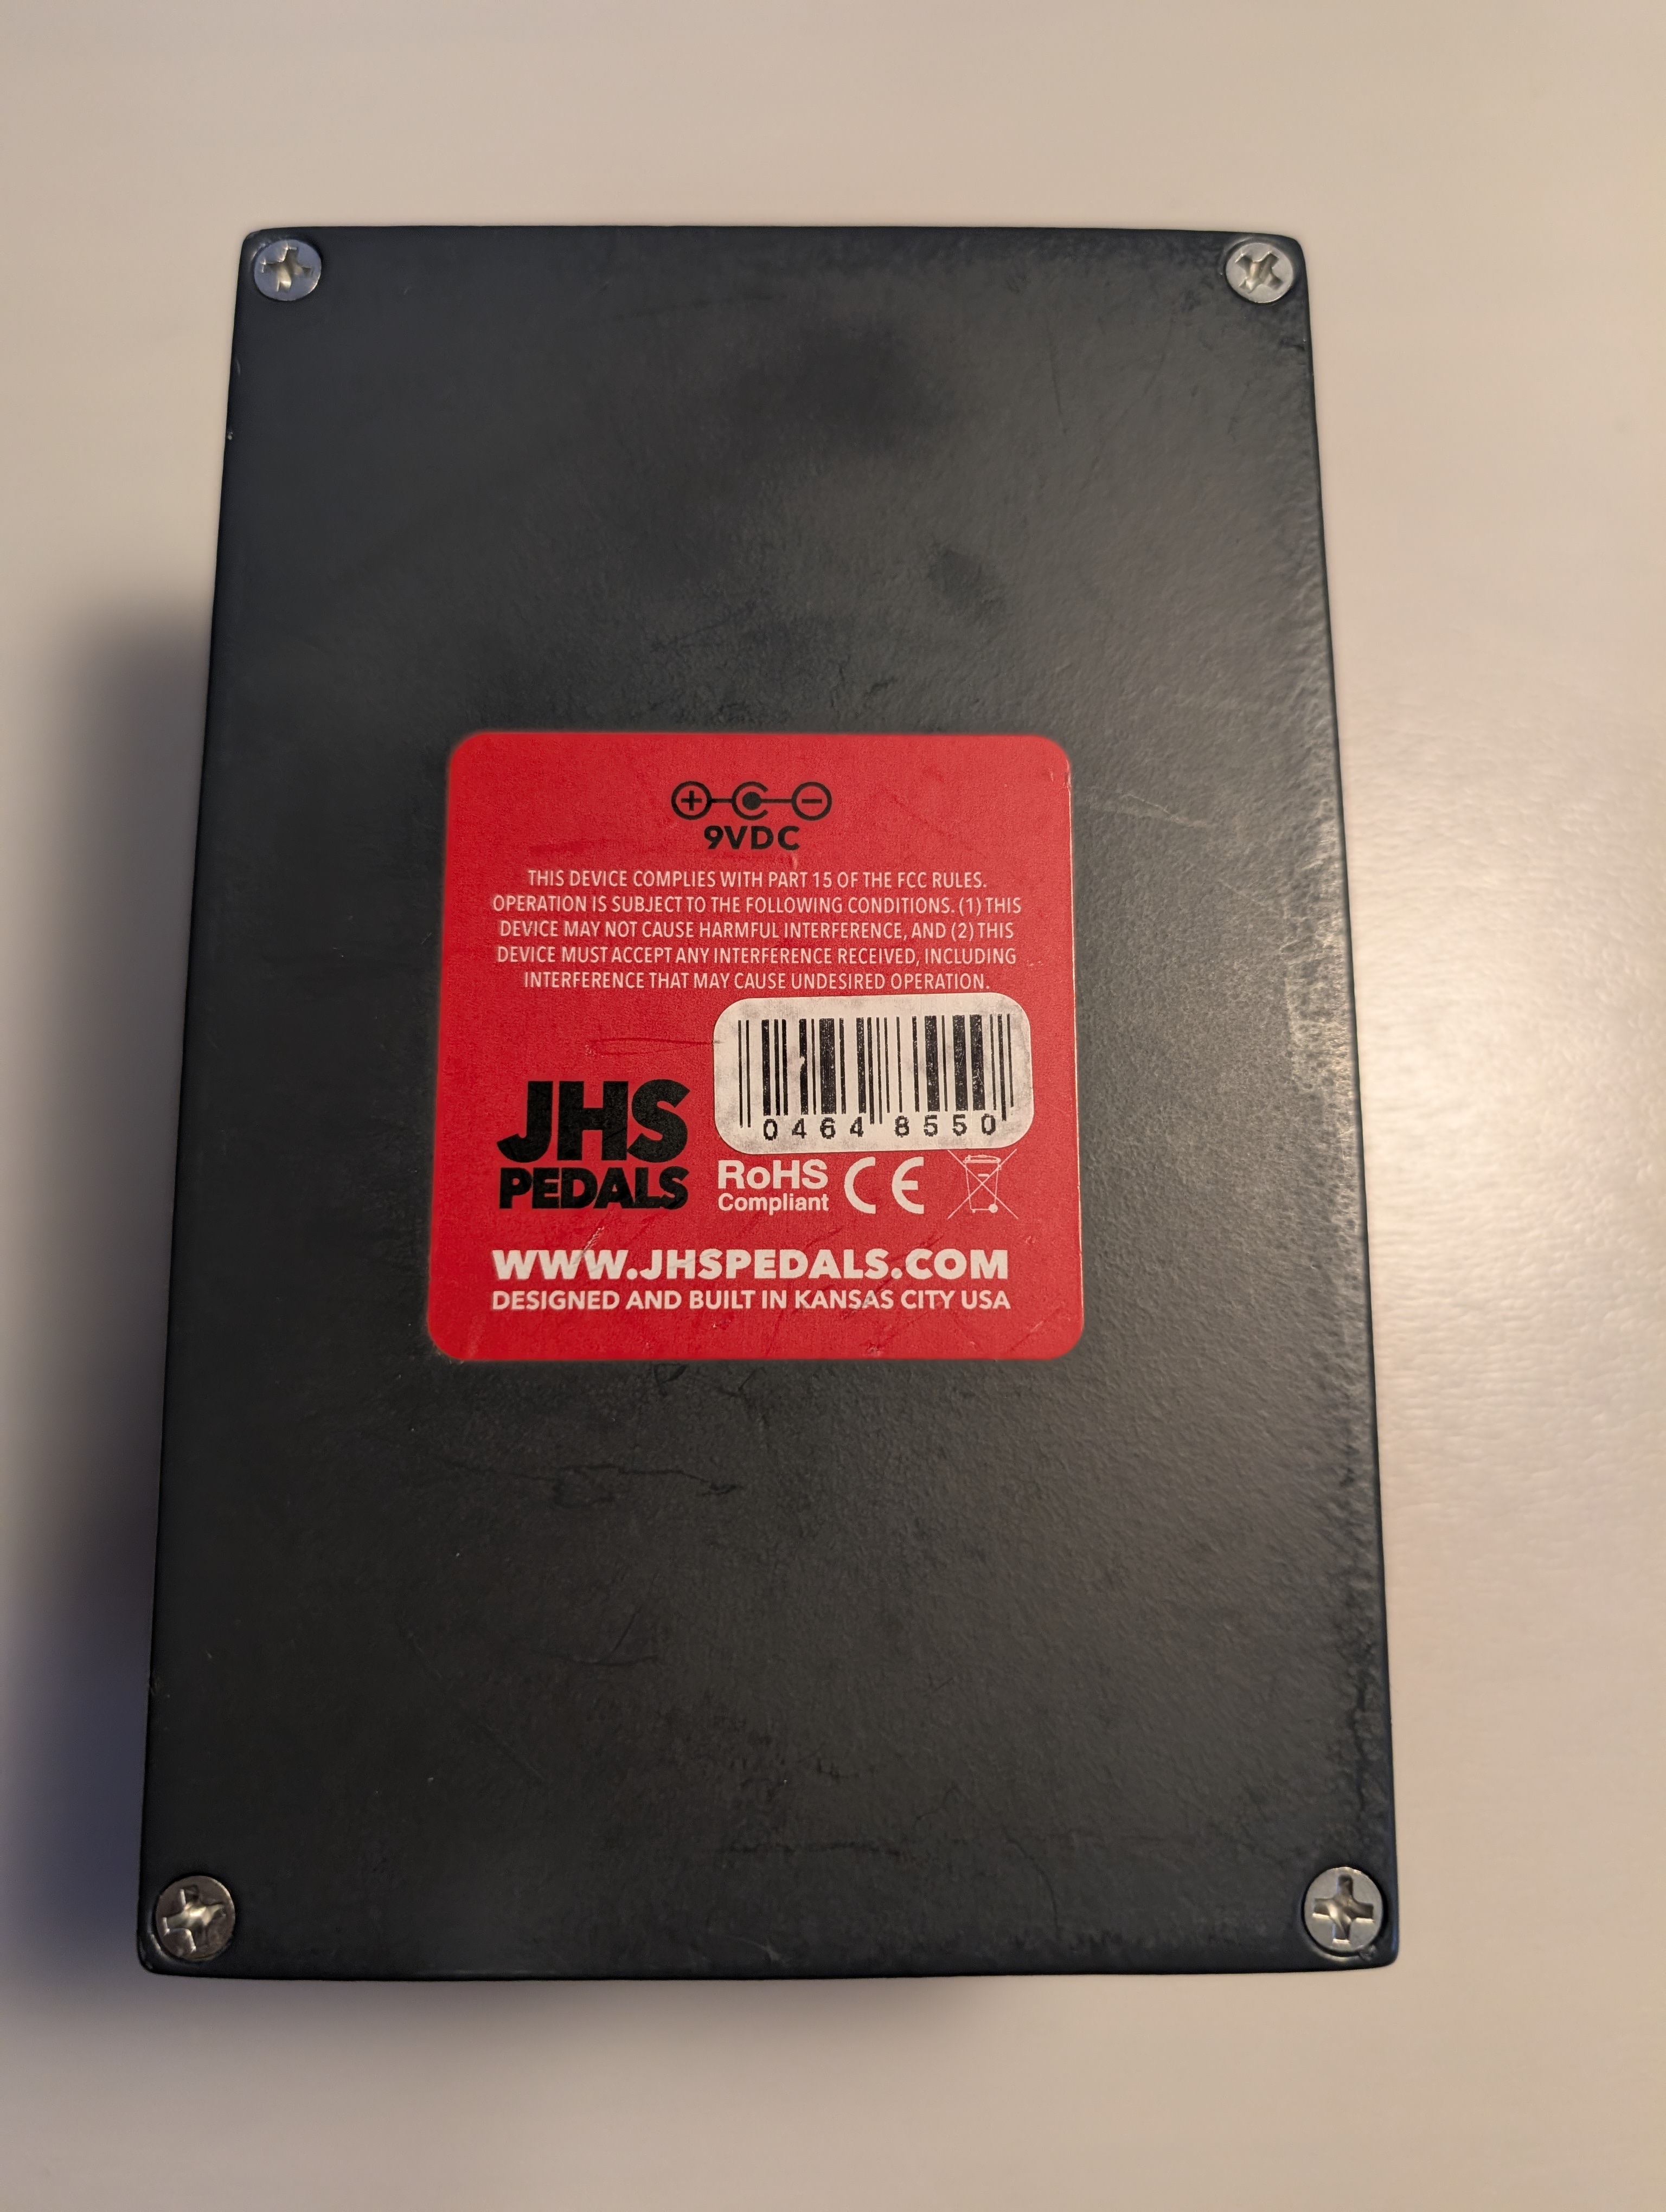 9VDC
THIS DEVICE COMPLIES WITH PART 15 OF THE FCC RULES.
OPERATION IS SUBJECT TO THE FOLLOWING CONDITIONS. (1) THIS
DEVICE MAY NOT CAUSE HARMFUL INTERFERENCE, AND (2) THIS
DEVICE MUST ACCEPT ANY INTERFERENCE RECEIVED, INCLUDING
INTERFERENCE THAT MAY CAUSE UNDESIRED OPERATION.
0464 8550
JHS
PEDALS
RoHS
Compliant
CE
WWW.JHSPEDALS.COM
DESIGNED AND BUILT IN KANSAS CITY USA